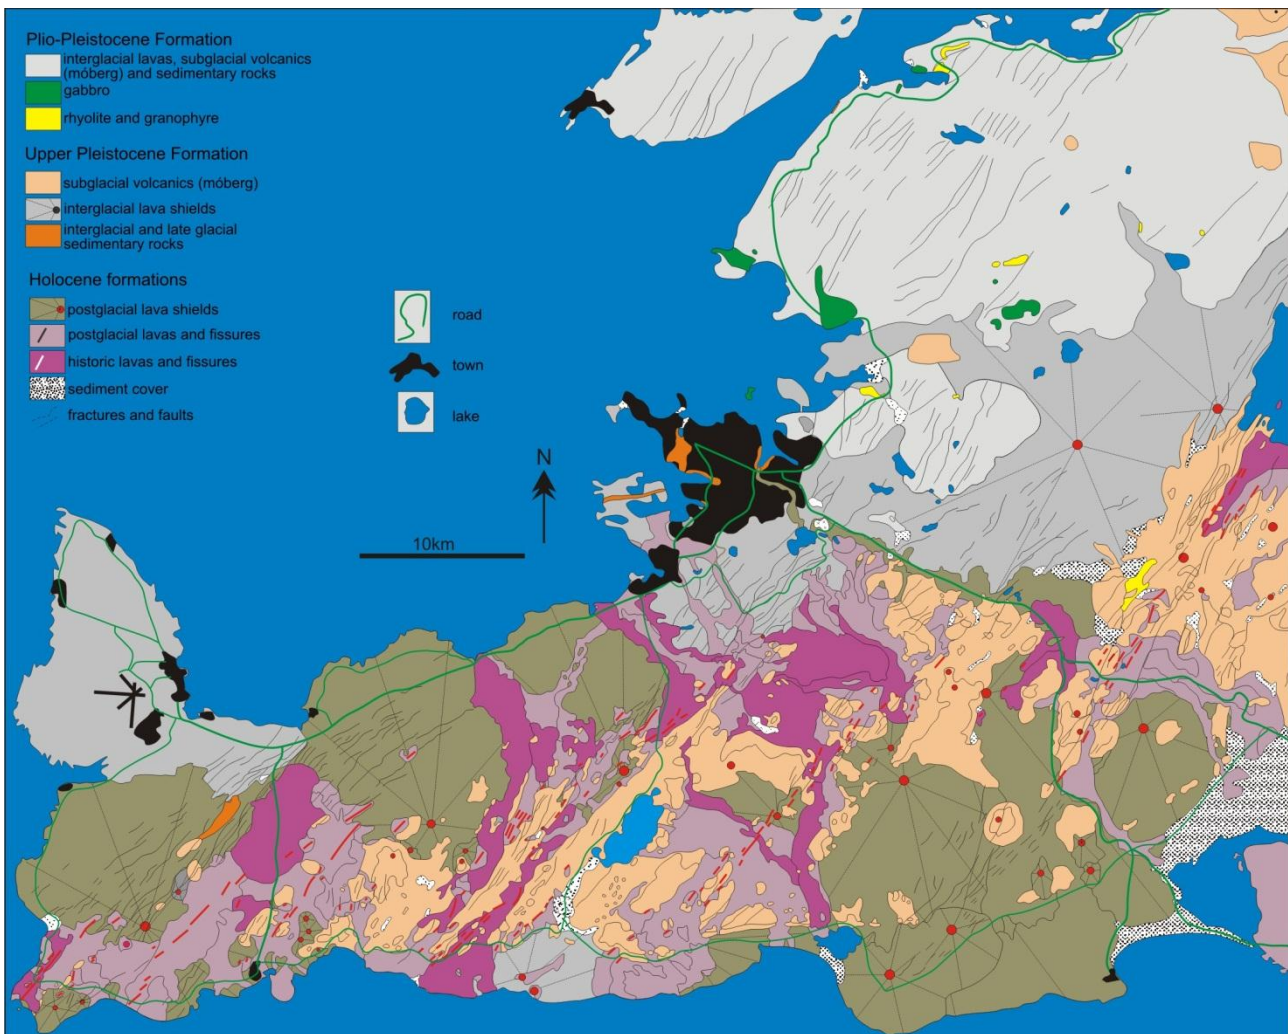 Plio-Pleistocene Formation
interglacial lavas, subglacial volcanics
(móberg) and sedimentary rocks
gabbro
rhyolite and granophyre
Upper Pleistocene Formation
subglacial volcanics (móberg)
interglacial lava shields
interglacial and late glacial
sedimentary rocks
Holocene formations
postglacial lava shields
postglacial lavas and fissures
historic lavas and fissures
sediment cover
fractures and faults
road
town
lake
N
10km